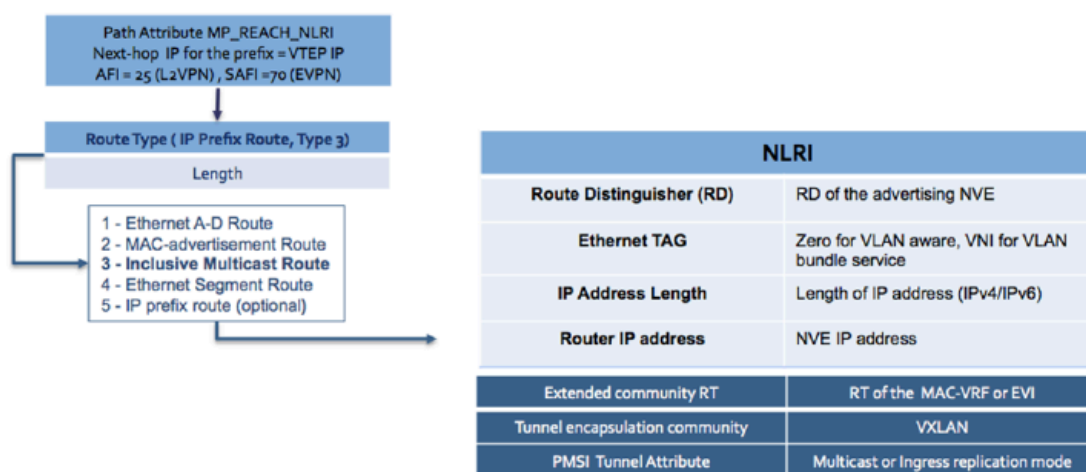 Path Attribute MP_REACH_NLRI
Next-hop IP for the prefix = VTEP IP
AFI = 25 (L2VPN) , SAFI =70 (EVPN)
Route Type ( IP Prefix Route, Type 3)
Length
1 - Ethernet A-D Route
2 - MAC-advertisement Route
3 - Inclusive Multicast Route
4 - Ethernet Segment Route
5 - IP prefix route (optional)
NLRI
Route Distinguisher (RD) RD of the advertising NVE
Ethernet TAG Zero for VLAN aware, VNI for VLAN
bundle service
IP Address Length Length of IP address (IPv4/IPv6)
Router IP address NVE IP address
Extended community RT RT of the MAC-VRF or EVI
Tunnel encapsulation community VXLAN
PMSI Tunnel Attribute Multicast or Ingress replication mode